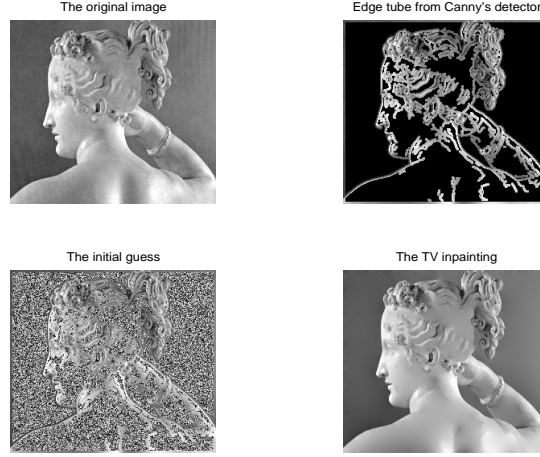 The original image
Edge tube from Canny's detector
The initial guess
The TV inpainting